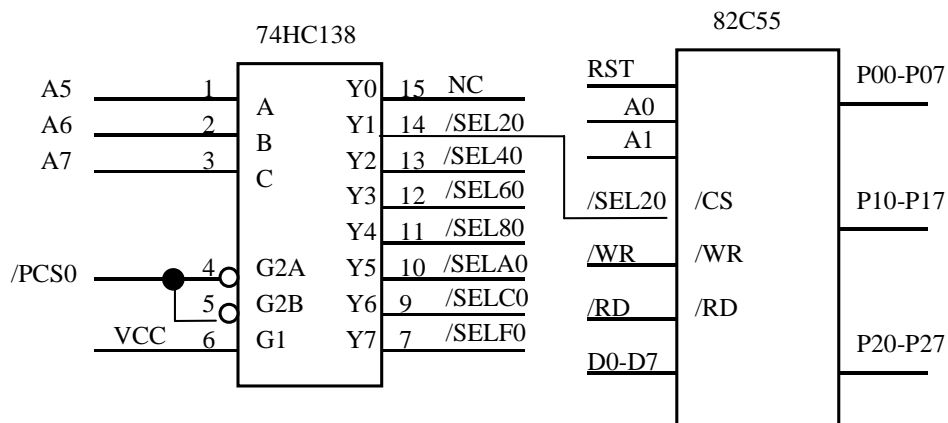 74HC138
A5 1 A Y0 15 NC
A6 2 B Y1 14 /SEL20
A7 3 C Y2 13 /SEL40
Y3 12 /SEL60
Y4 11 /SEL80
/PCS0 4 G2A Y5 10 /SELA0
5 G2B Y6 9 /SELC0
VCC 6 G1 Y7 7 /SELF0
82C55
RST P00-P07
A0
A1
/SEL20 /CS P10-P17
/WR /WR
/RD /RD
D0-D7 P20-P27